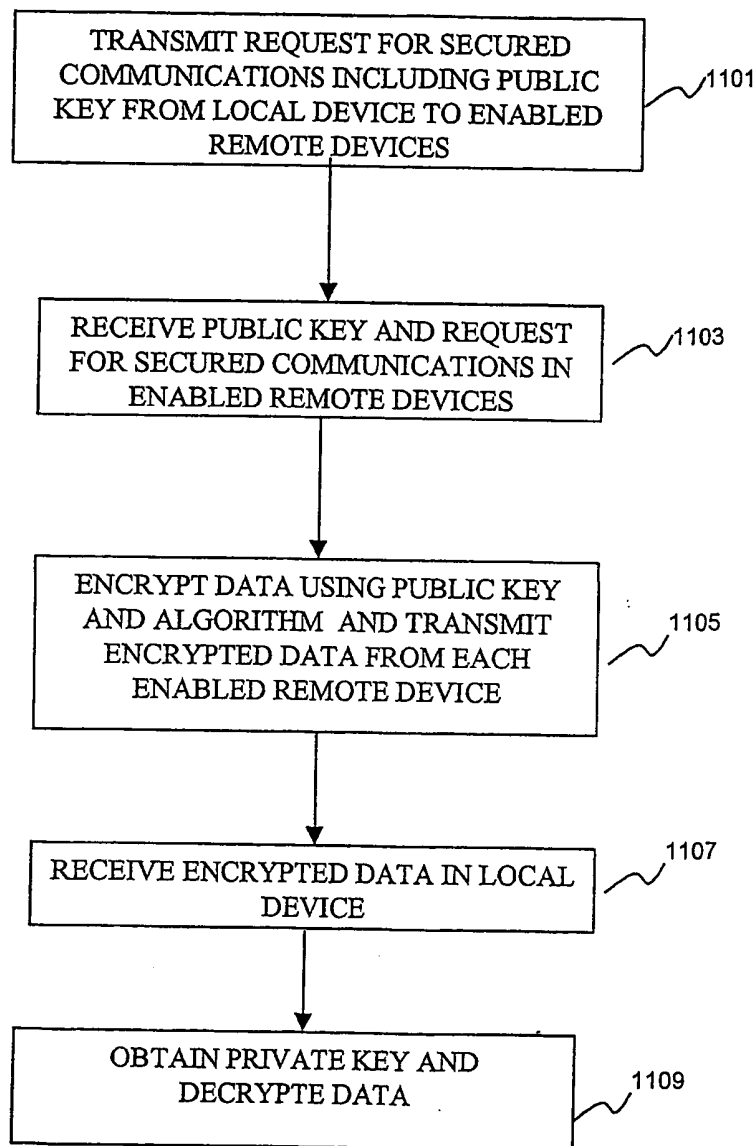 TRANSMIT REQUEST FOR SECURED
COMMUNICATIONS INCLUDING PUBLIC
KEY FROM LOCAL DEVICE TO ENABLED
REMOTE DEVICES
1101
RECEIVE PUBLIC KEY AND REQUEST
FOR SECURED COMMUNICATIONS IN
ENABLED REMOTE DEVICES
1103
ENCRYPT DATA USING PUBLIC KEY
AND ALGORITHM AND TRANSMIT
ENCRYPTED DATA FROM EACH
ENABLED REMOTE DEVICE
1105
RECEIVE ENCRYPTED DATA IN LOCAL
DEVICE
1107
OBTAIN PRIVATE KEY AND
DECRYPTE DATA
1109